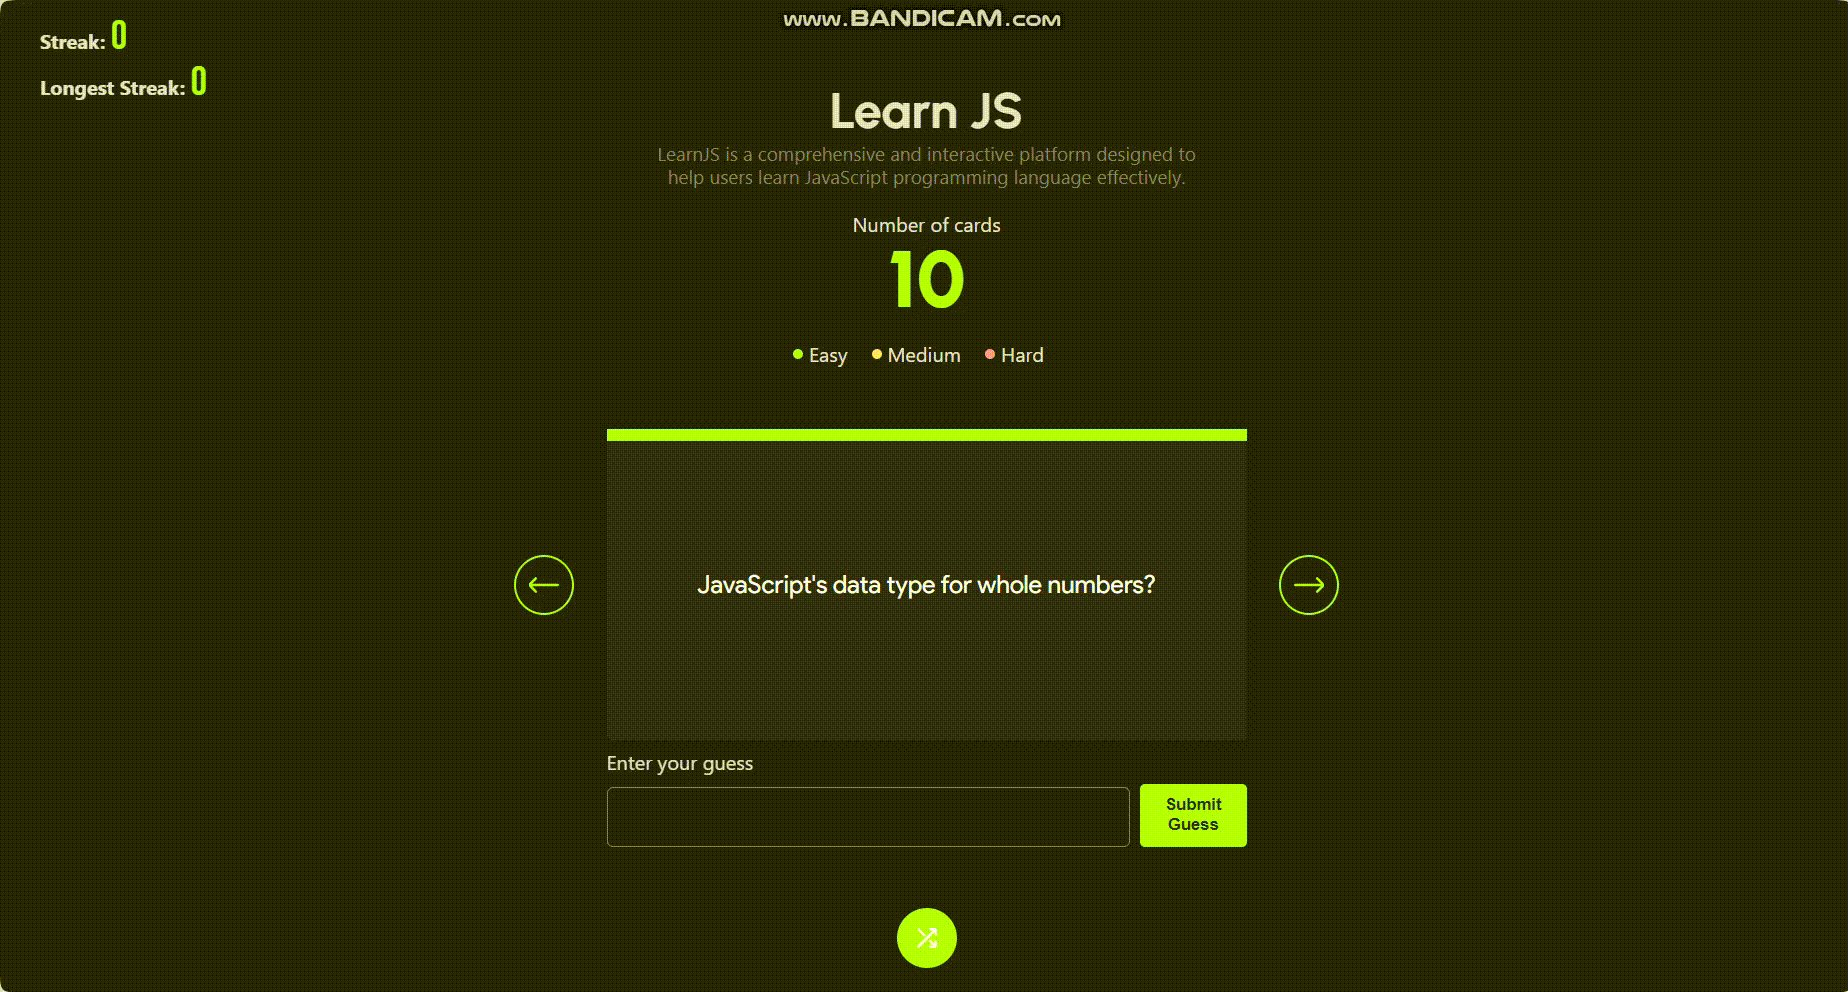 www.BANDICAM.com
Streak: 0
Longest Streak: 0
Learn JS
LearnJS is a comprehensive and interactive platform designed to
help users learn JavaScript programming language effectively.
Number of cards
10
Easy Medium Hard
JavaScript's data type for whole numbers?
Enter your guess
Submit
Guess